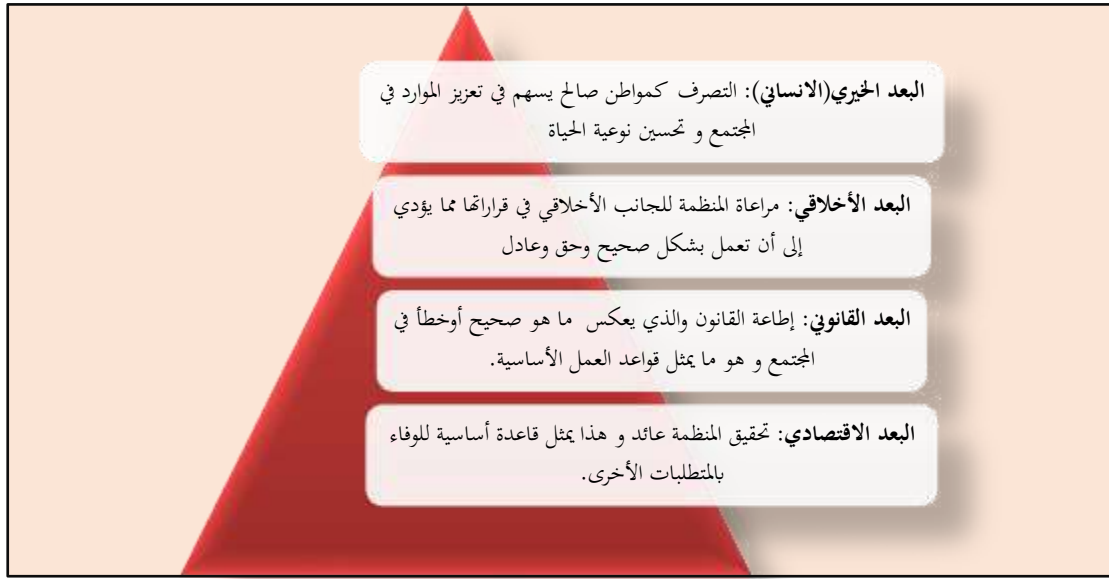 البعد الخيري(الانساني): التصرف كمواطن صالح يسهم في تعزيز الموارد في
المجتمع و تحسين نوعية الحياة
البعد الأخلاقي: مراعاة المنظمة للجانب الأخلاقي في قراراتها مما يؤدي
إلى أن تعمل بشكل صحيح وحق وعادل
البعد القانوني: إطاعة القانون والذي يعكس ما هو صحيح أوخطأ في
المجتمع و هو ما يمثل قواعد العمل الأساسية.
البعد الاقتصادي: تحقيق المنظمة عائد و هذا يمثل قاعدة أساسية للوفاء
بالمتطلبات الأخرى.